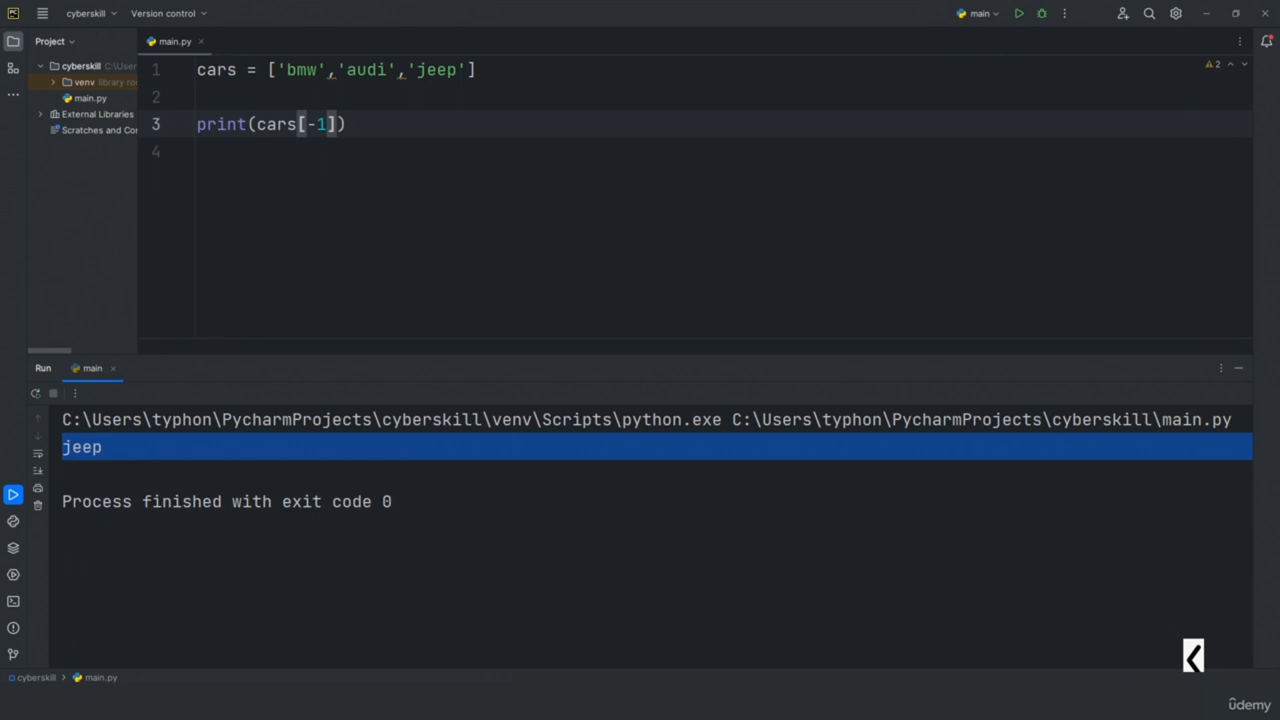 cyberskill
Version control
main
Project
main.py
cyberskill C:\User
venv library ro
main.py
External Libraries
Scratches and Co
1 cars = ['bmw','audi','jeep']
2
3 print(cars[-1])
4
2
Run
main
C:\Users\typhon\PycharmProjects\cyberskill\venv\Scripts\python.exe C:\Users\typhon\PycharmProjects\cyberskill\main.py
jeep
Process finished with exit code 0
cyberskill > main.py
udemy